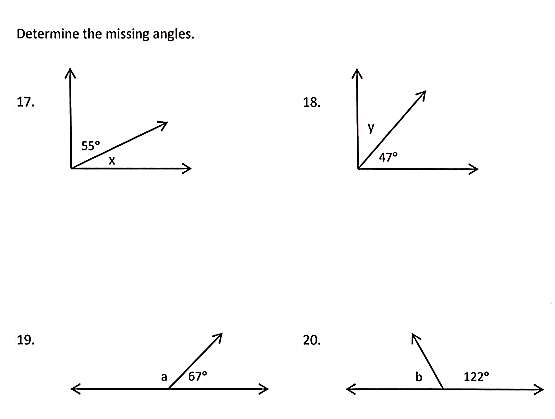 Determine the missing angles.
17.
55°
x
18.
y
47°
19.
a
67°
20.
b
122°